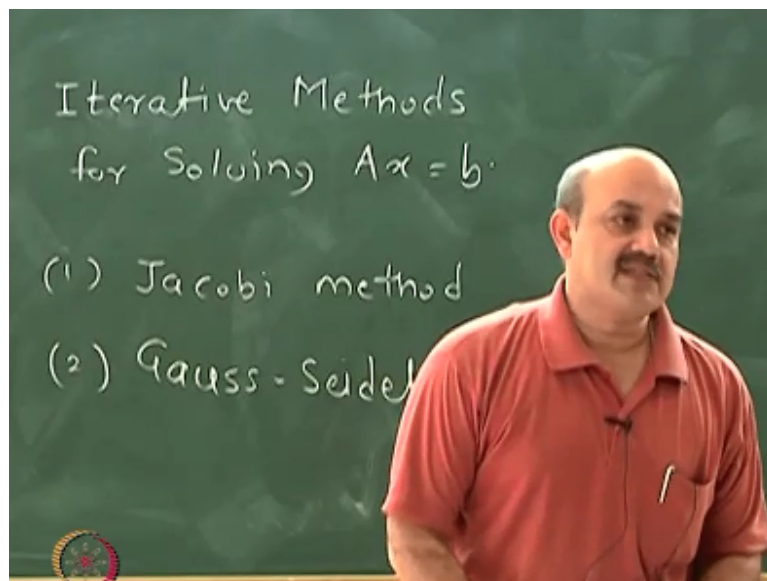 Iterative Methods
for Solving Ax = b.
(1) Jacobi method
(2) Gauss - Seidel